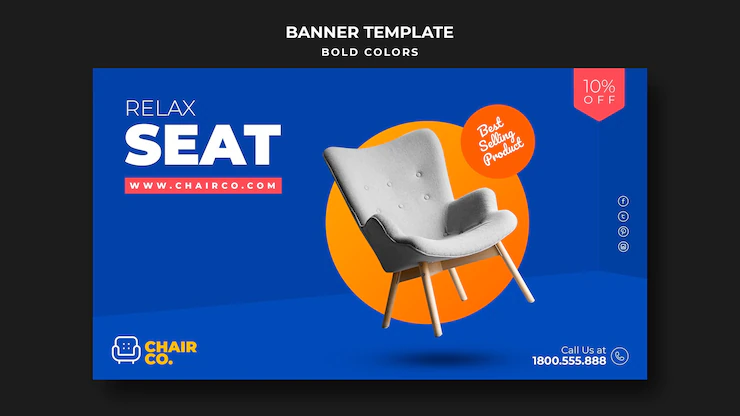 BANNER TEMPLATE
BOLD COLORS
RELAX
SEAT
WWW.CHAIRCO.COM
10%
OFF
Best
Selling
Product
CHAIR
CO.
Call Us at
1800.555.888